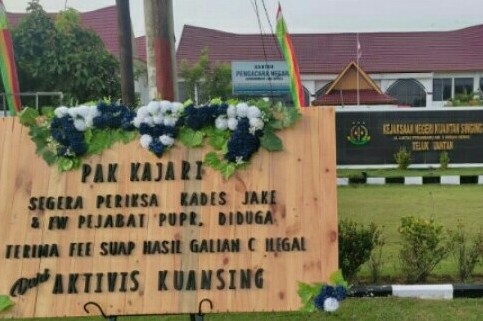 KANTOR
PENGACARA NEGARA
KEJAKSAAN NEGERI KUANTAN SINGINGI
TELUK KUANTAN
PAK KAJARI
SEGERA PERIKSA KADES JAKE
& FW PEJABAT PUPR, DIDUGA
TERIMA FEE SUAP HASIL GALIAN C ILEGAL
Dari AKTIVIS KUANSING